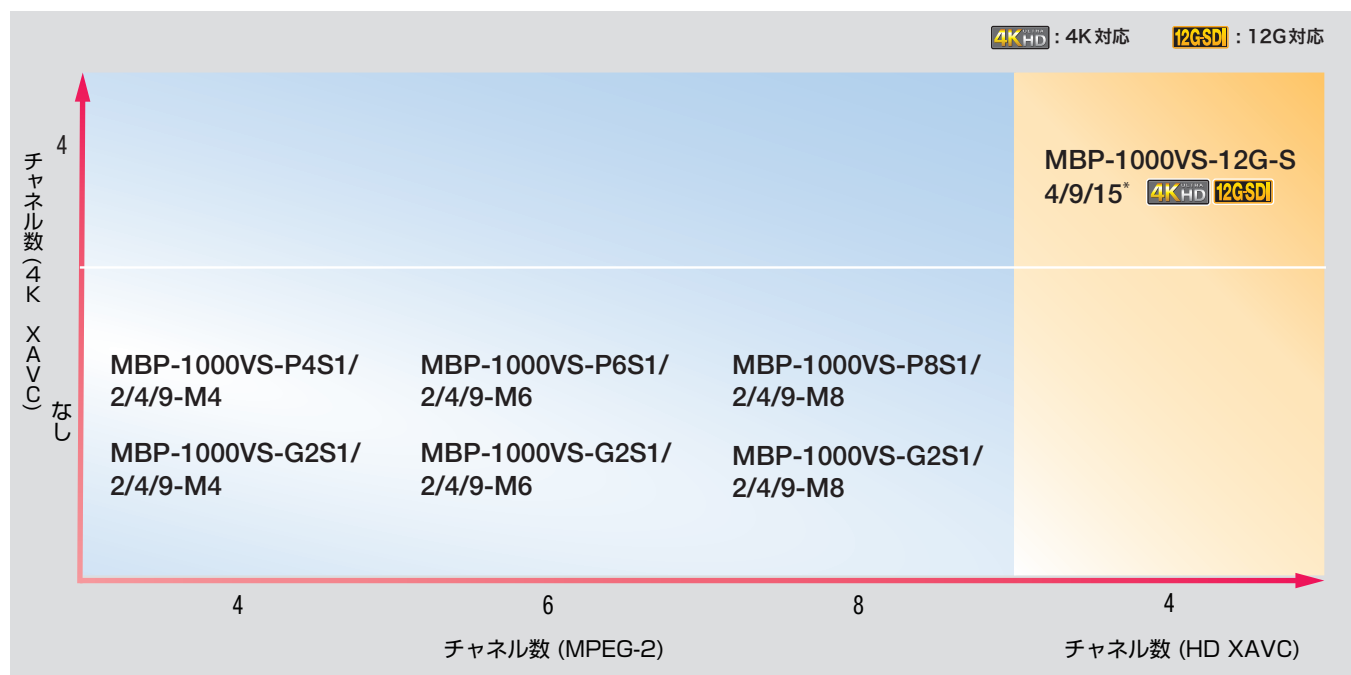 4K ULTRA HD : 4K対応
12G-SDI : 12G対応
チャネル数(4K XAVC)
4
なし
MBP-1000VS-12G-S
4/9/15* 4K ULTRA HD 12G-SDI
MBP-1000VS-P4S1/
2/4/9-M4
MBP-1000VS-P6S1/
2/4/9-M6
MBP-1000VS-P8S1/
2/4/9-M8
MBP-1000VS-G2S1/
2/4/9-M4
MBP-1000VS-G2S1/
2/4/9-M6
MBP-1000VS-G2S1/
2/4/9-M8
4
6
8
4
チャネル数 (MPEG-2)
チャネル数 (HD XAVC)